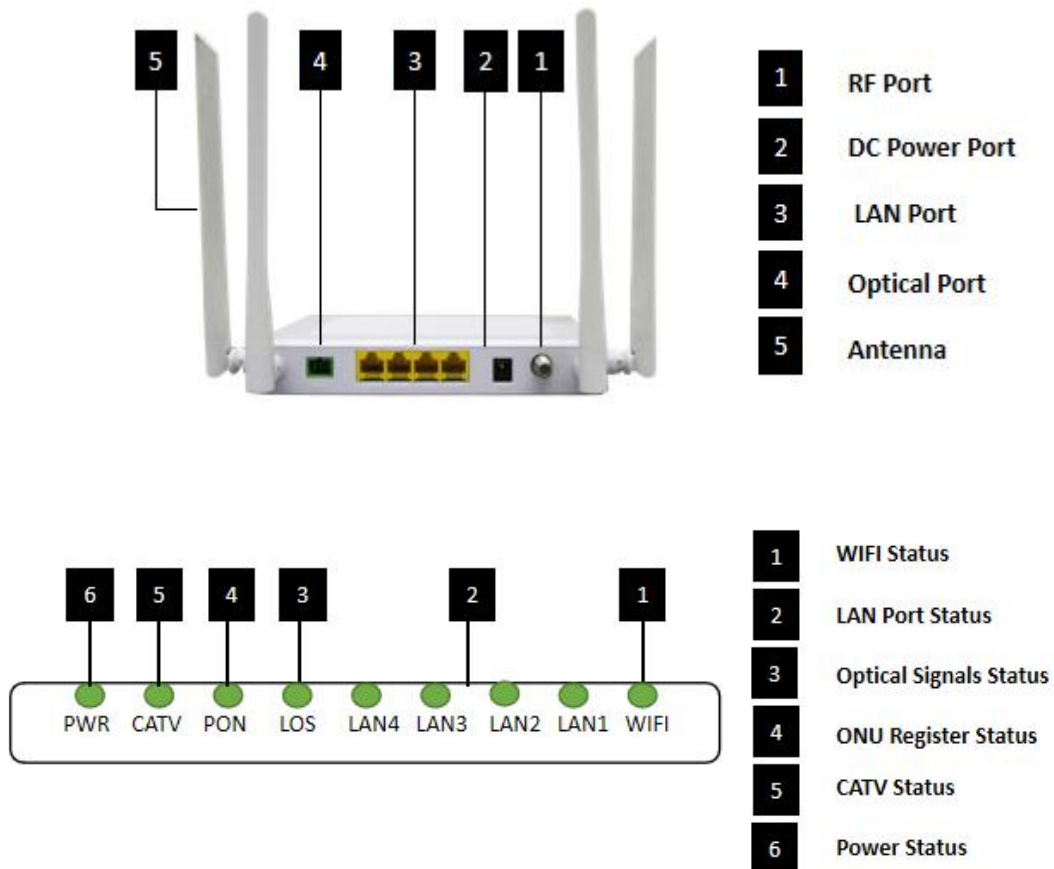 5 4 3 2 1
1 RF Port
2 DC Power Port
3 LAN Port
4 Optical Port
5 Antenna
6 5 4 3 2 1
PWR CATV PON LOS LAN4 LAN3 LAN2 LAN1 WIFI
1 WIFI Status
2 LAN Port Status
3 Optical Signals Status
4 ONU Register Status
5 CATV Status
6 Power Status